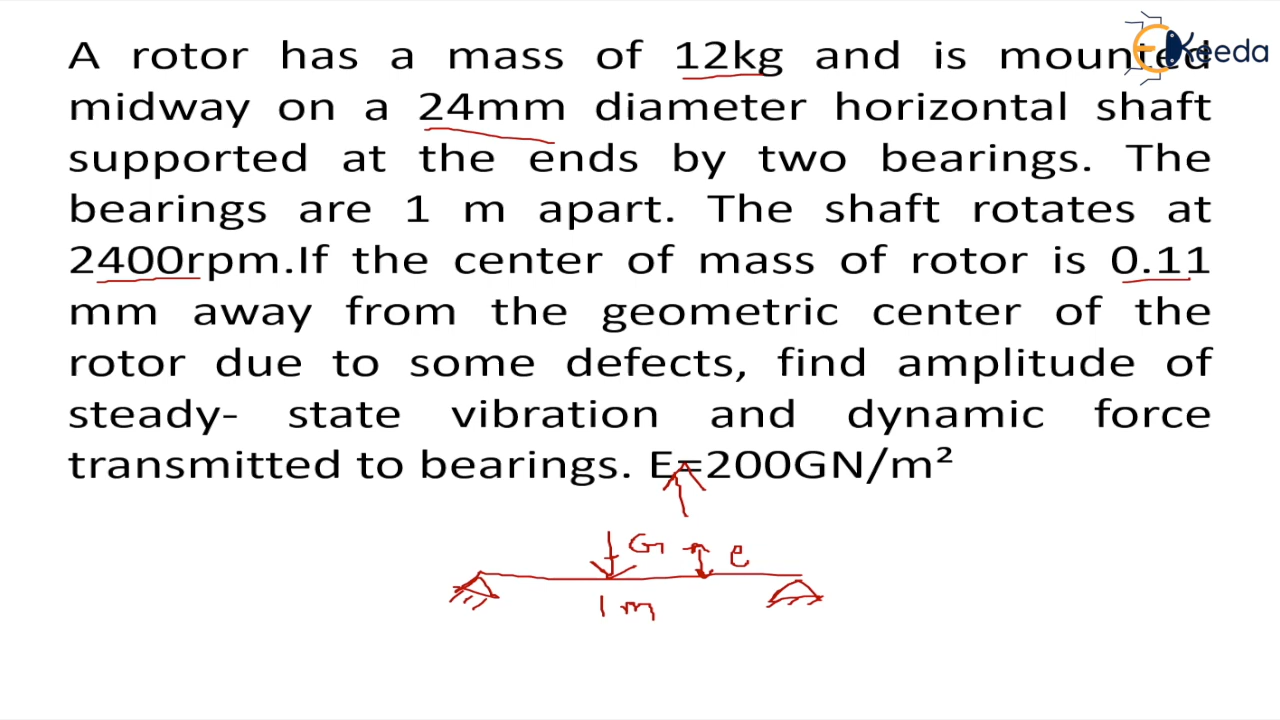 Keeda
A rotor has a mass of 12kg and is mounted
midway on a 24mm diameter horizontal shaft
supported at the ends by two bearings. The
bearings are 1 m apart. The shaft rotates at
2400rpm.If the center of mass of rotor is 0.11
mm away from the geometric center of the
rotor due to some defects, find amplitude of
steady- state vibration and dynamic force
transmitted to bearings. E=200GN/m²
G e
1 m